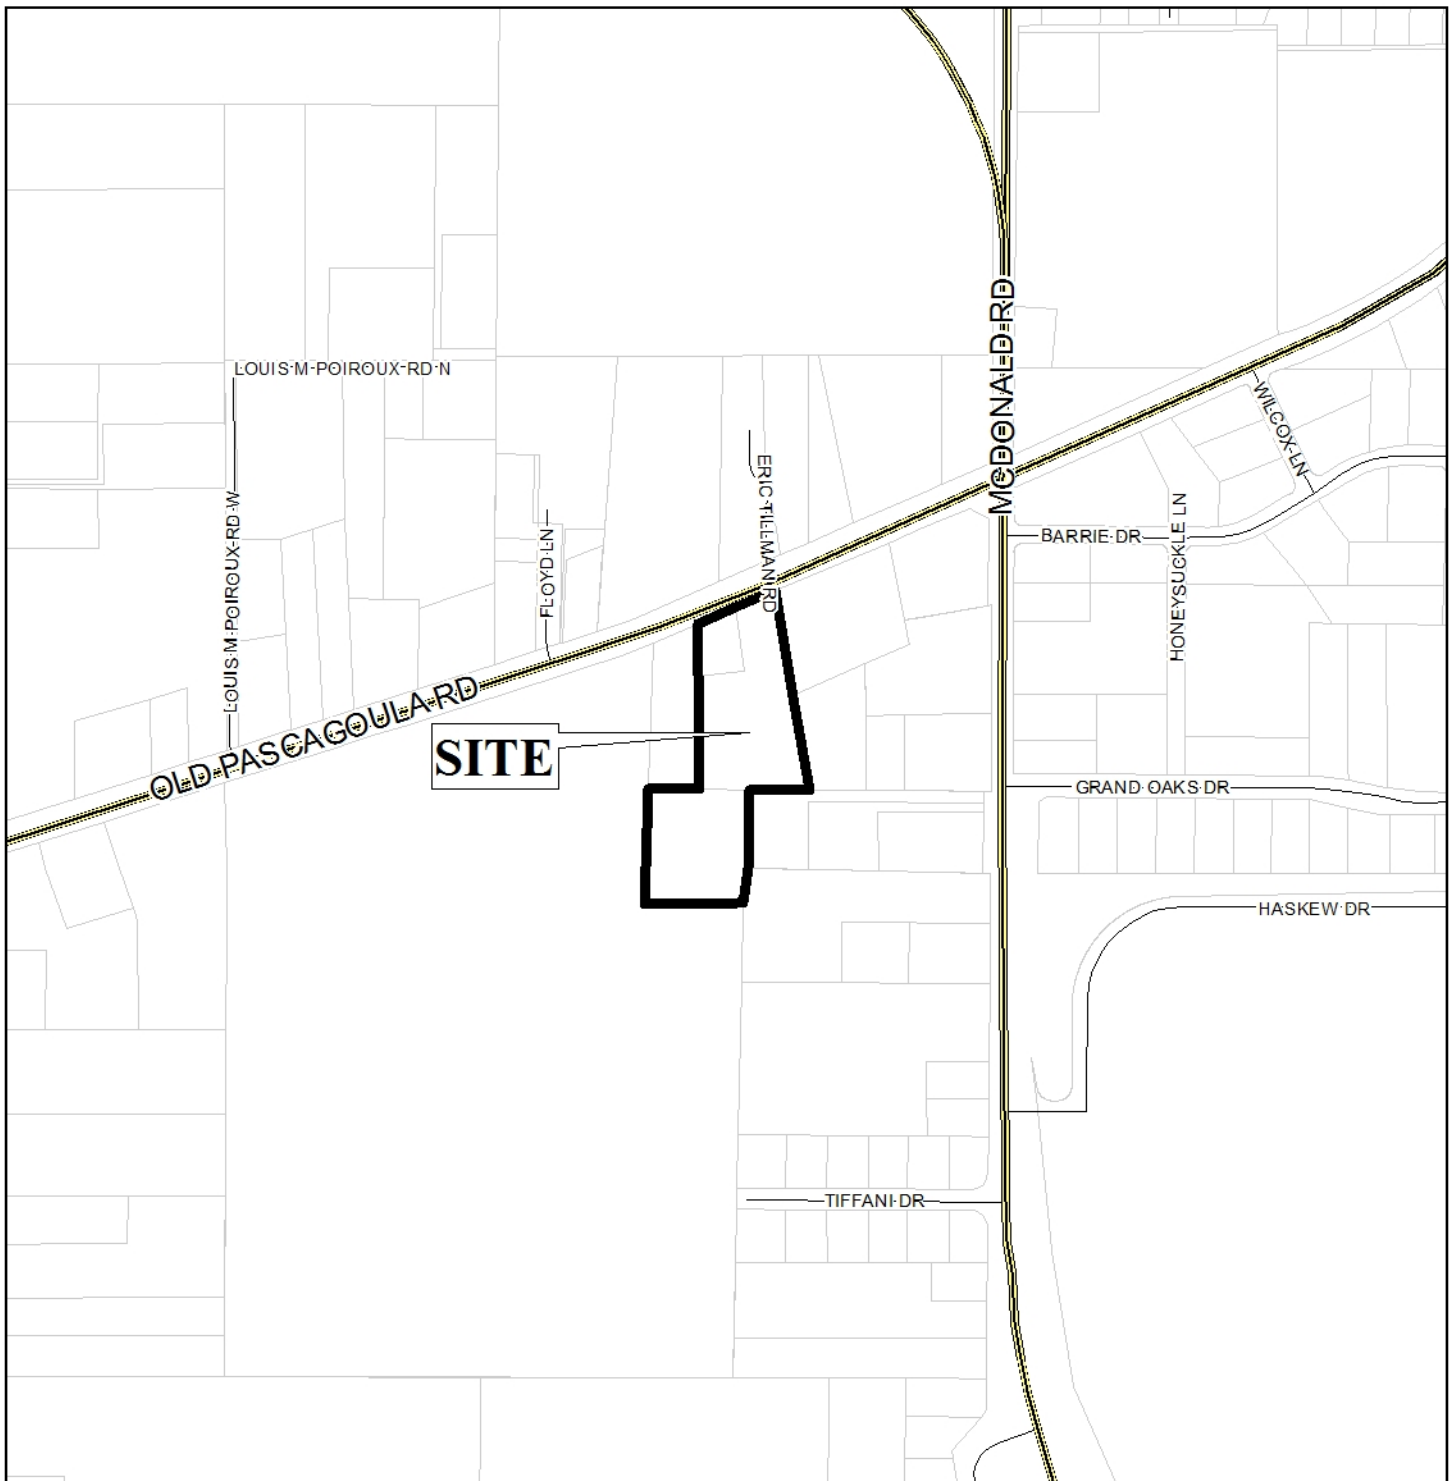 MCDONALD RD
LOUIS M POIROUX RD N
WILCOX LN
ERIC TILLMAN RD
LOUIS M POIROUX RD W
FLOYD LN
BARRIE DR
HONEYSUCKLE LN
OLD PASCAGOULA RD
SITE
GRAND OAKS DR
HASKEW DR
TIFFANI DR